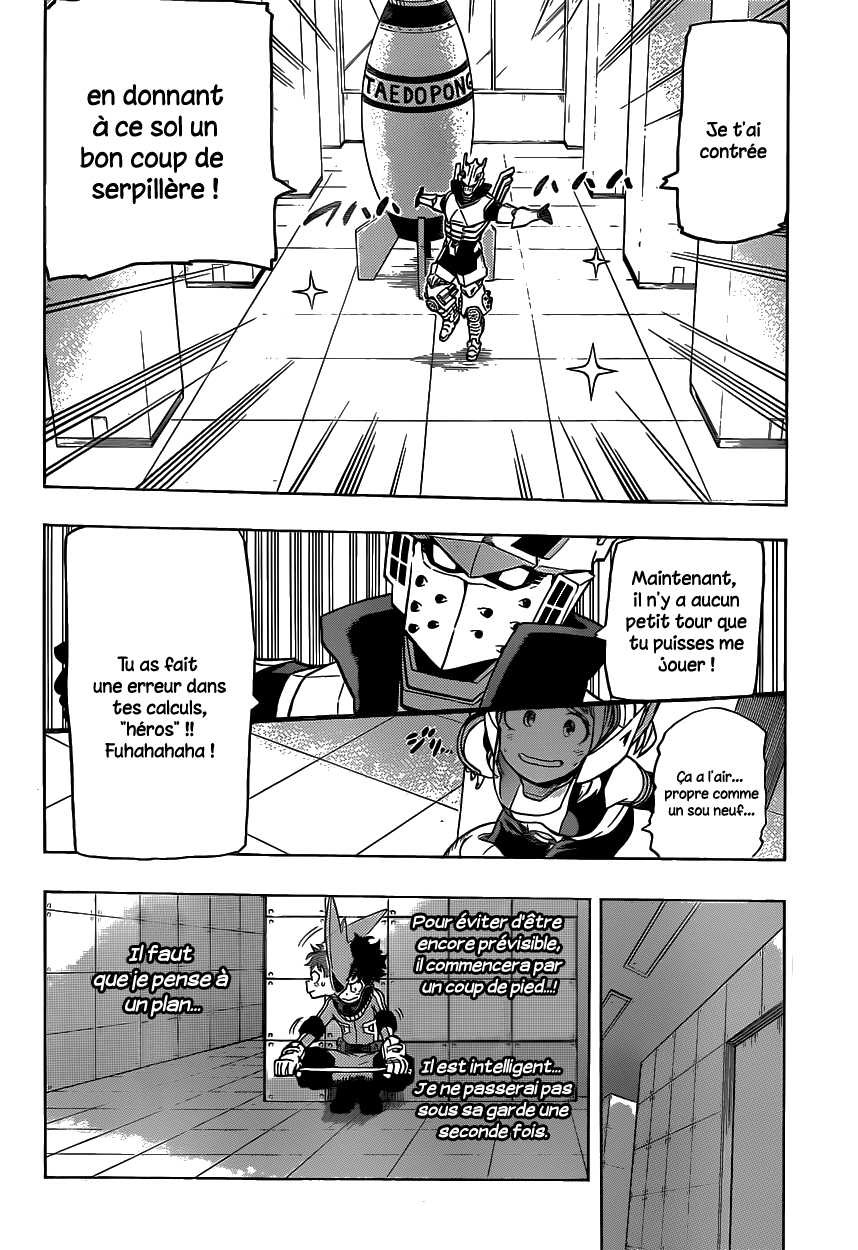 Je t'ai
contrée
en donnant
à ce sol un
bon coup de
serpillère !
TAEDOPONG
Maintenant,
il n'y a aucun
petit tour que
tu puisses me
jouer !
Tu as fait
une erreur dans
tes calculs,
"héros" !!
Fuhahahaha !
Ça a l'air...
propre comme
un sou neuf...
Pour éviter d'être
encore prévisible,
il commencera par
un coup de pied...!
Il est intelligent...
Je ne passerai pas
sous sa garde une
seconde fois.
Il faut
que je pense à
un plan...